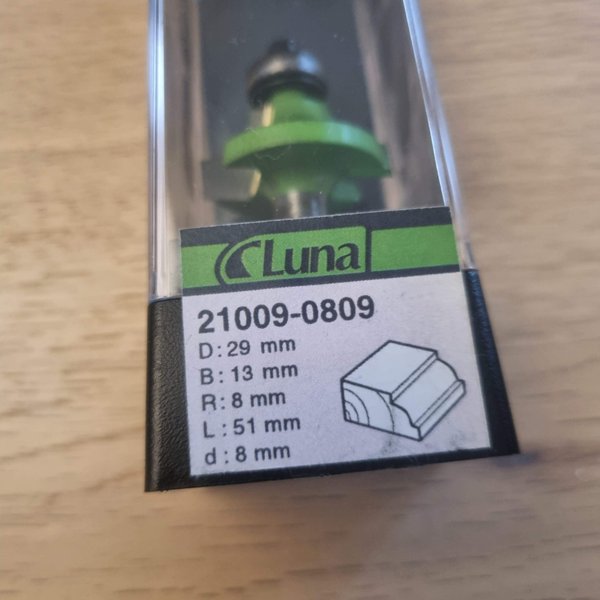 Luna
21009-0809
D: 29 mm
B: 13 mm
R: 8 mm
L: 51 mm
d: 8 mm